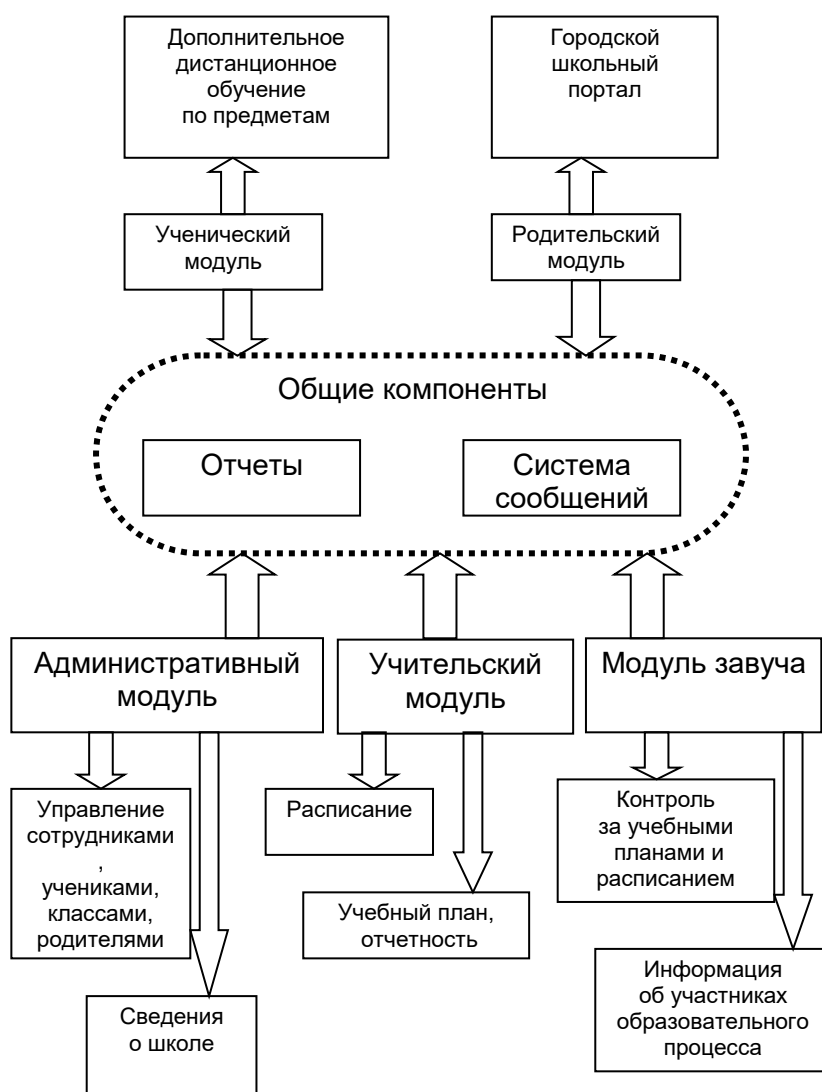 Дополнительное
дистанционное
обучение
по предметам
Городской
школьный
портал
Ученический
модуль
Родительский
модуль
Общие компоненты
Отчеты
Система
сообщений
Административный
модуль
Учительский
модуль
Модуль завуча
Управление
сотрудниками
,
учениками,
классами,
родителями
Расписание
Контроль
за учебными
планами и
расписанием
Учебный план,
отчетность
Сведения
о школе
Информация
об участниках
образовательного
процесса